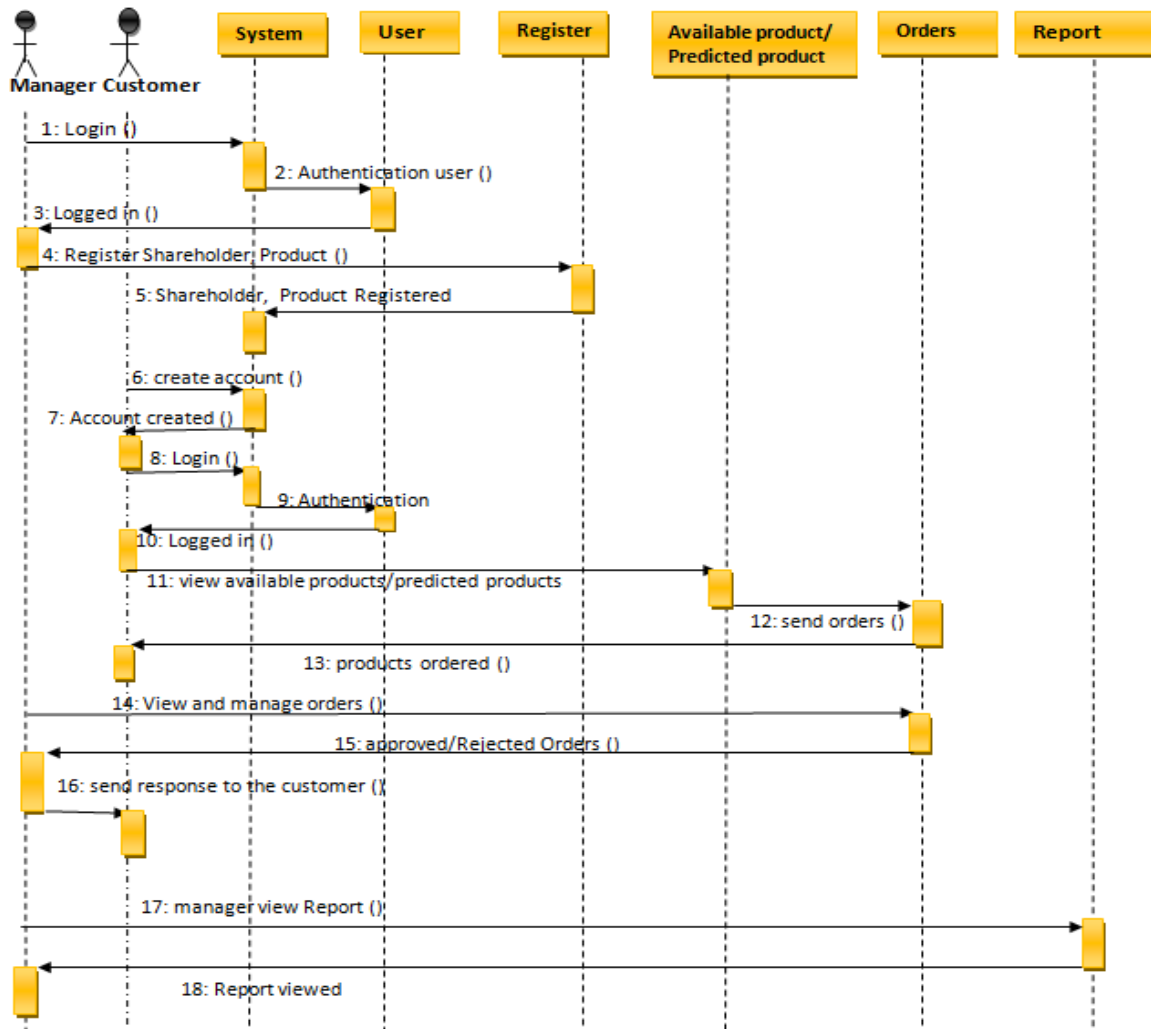 System
User
Register
Available product/
Predicted product
Orders
Report
Manager
Customer
1: Login ()
2: Authentication user ()
3: Logged in ()
4: Register Shareholder, Product ()
5: Shareholder, Product Registered
6: create account ()
7: Account created ()
8: Login ()
9: Authentication
10: Logged in ()
11: view available products/predicted products
12: send orders ()
13: products ordered ()
14: View and manage orders ()
15: approved/Rejected Orders ()
16: send response to the customer ()
17: manager view Report ()
18: Report viewed